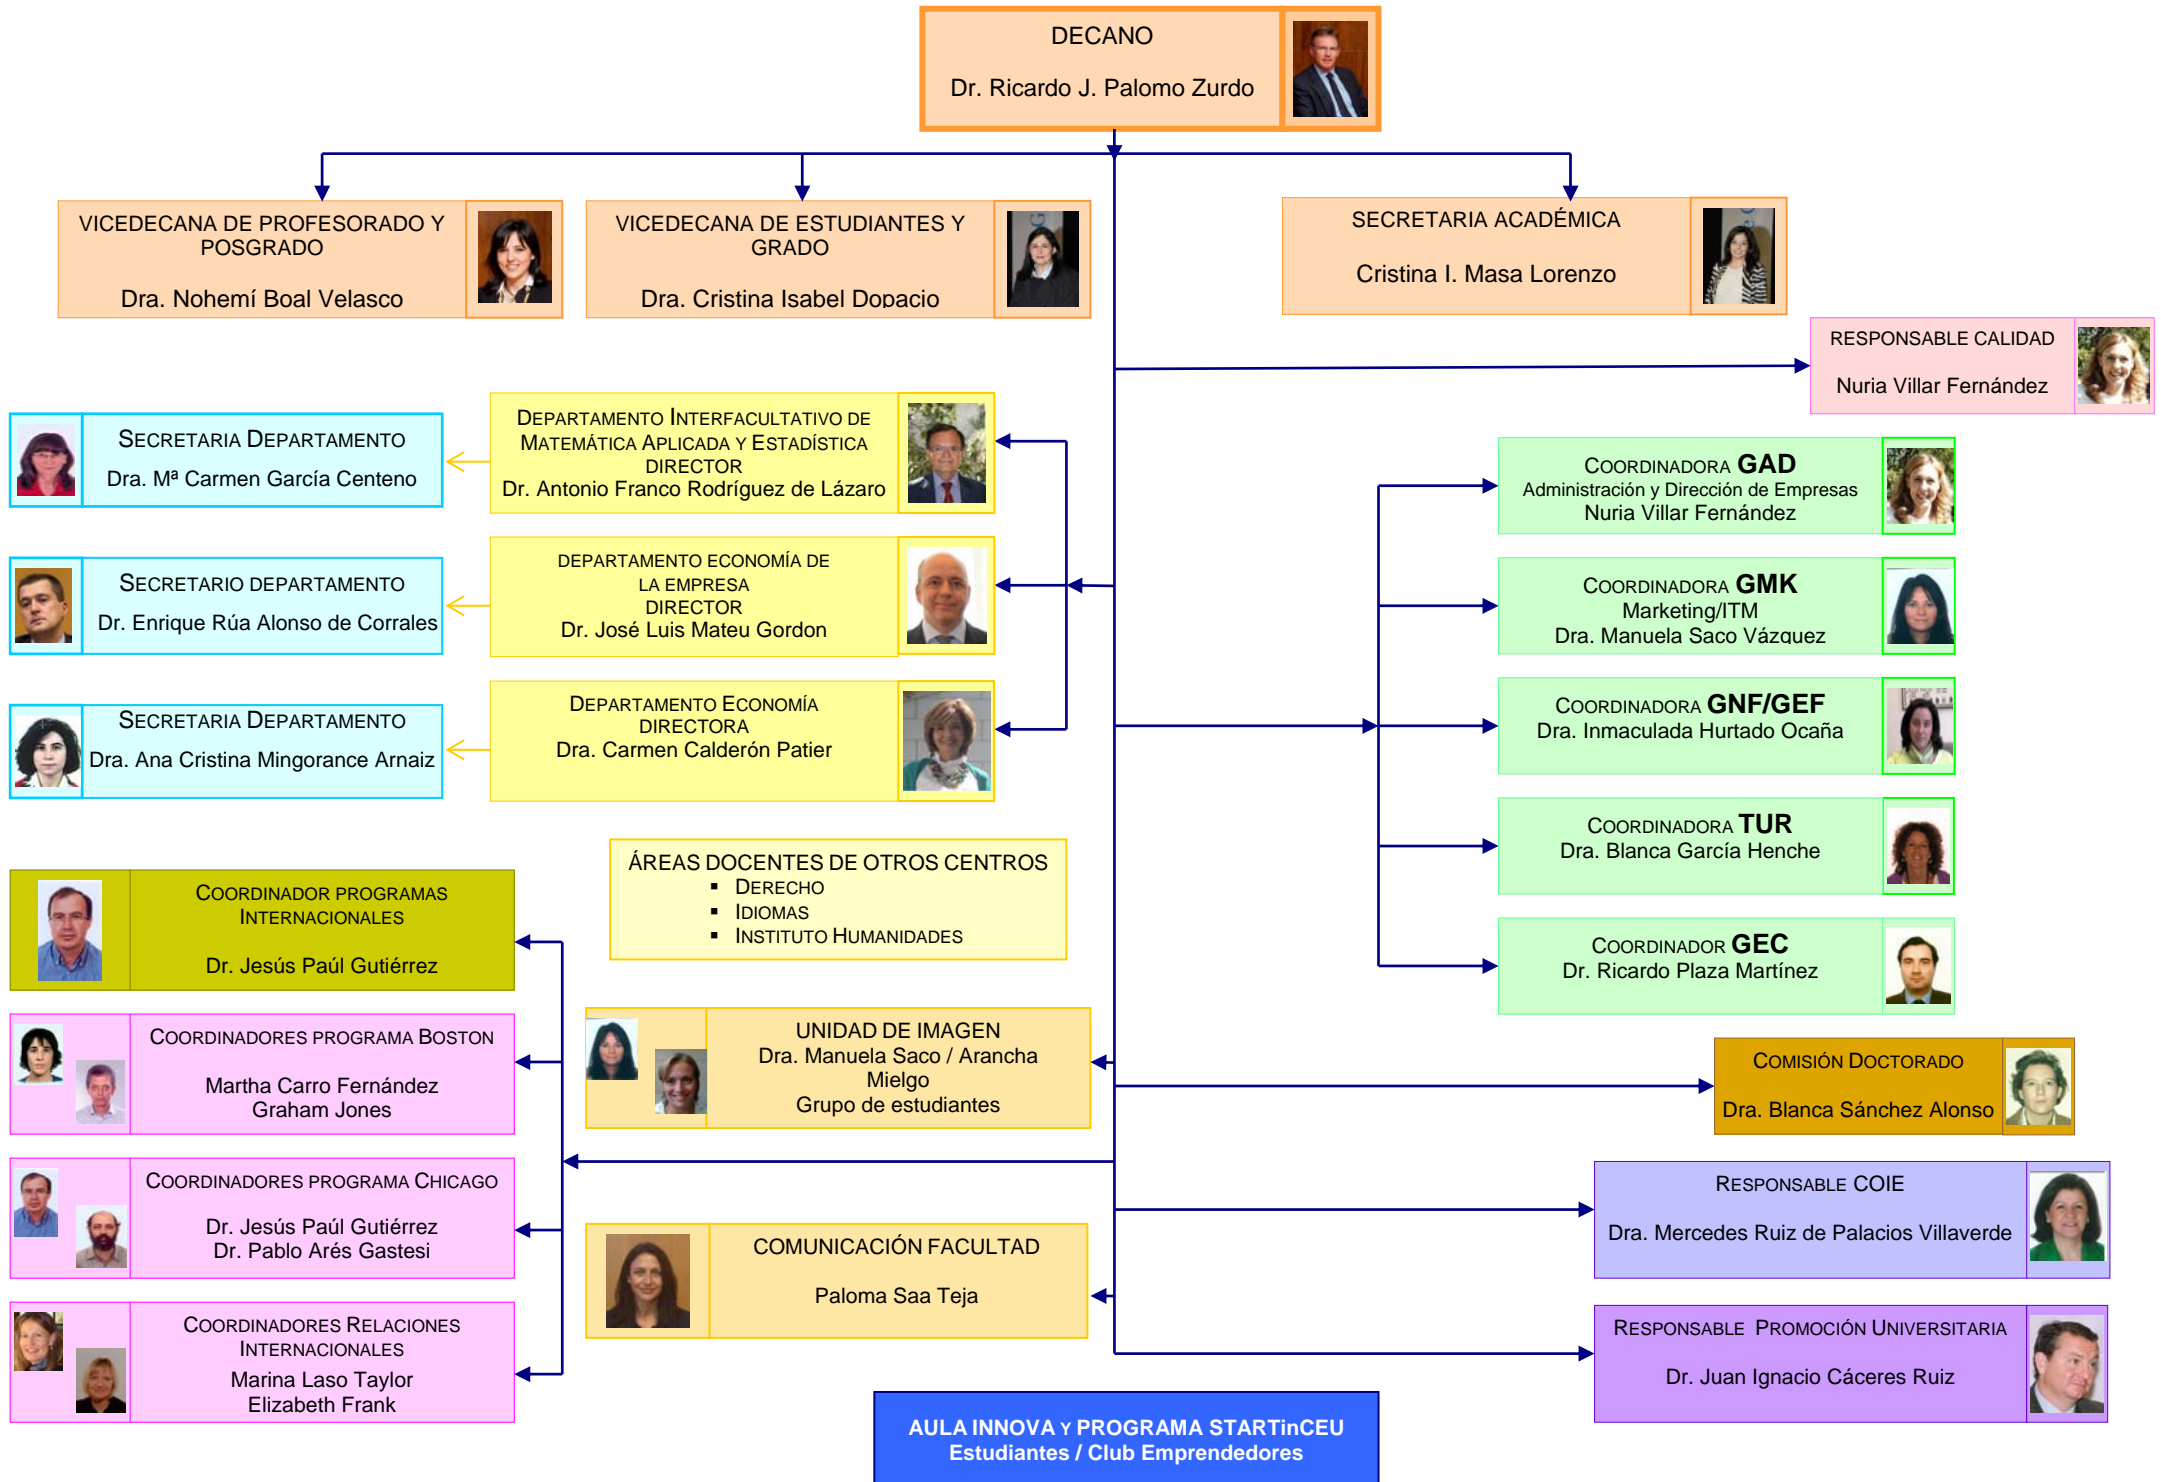 DECANO
Dr. Ricardo J. Palomo Zurdo
VICEDECANA DE PROFESORADO Y
POSGRADO
Dra. Nohemí Boal Velasco
VICEDECANA DE ESTUDIANTES Y
GRADO
Dra. Cristina Isabel Dopacio
SECRETARIA ACADÉMICA
Cristina I. Masa Lorenzo
RESPONSABLE CALIDAD
Nuria Villar Fernández
SECRETARIA DEPARTAMENTO
Dra. Mª Carmen García Centeno
DEPARTAMENTO INTERFACULTATIVO DE
MATEMÁTICA APLICADA Y ESTADÍSTICA
DIRECTOR
Dr. Antonio Franco Rodríguez de Lázaro
COORDINADORA GAD
Administración y Dirección de Empresas
Nuria Villar Fernández
SECRETARIO DEPARTAMENTO
Dr. Enrique Rúa Alonso de Corrales
DEPARTAMENTO ECONOMÍA DE
LA EMPRESA
DIRECTOR
Dr. José Luis Mateu Gordon
COORDINADORA GMK
Marketing/ITM
Dra. Manuela Saco Vázquez
SECRETARIA DEPARTAMENTO
Dra. Ana Cristina Mingorance Arnaiz
DEPARTAMENTO ECONOMÍA
DIRECTORA
Dra. Carmen Calderón Patier
COORDINADORA GNF/GEF
Dra. Inmaculada Hurtado Ocaña
COORDINADORA TUR
Dra. Blanca García Henche
ÁREAS DOCENTES DE OTROS CENTROS
▪ DERECHO
▪ IDIOMAS
▪ INSTITUTO HUMANIDADES
COORDINADOR PROGRAMAS
INTERNACIONALES
Dr. Jesús Paúl Gutiérrez
COORDINADOR GEC
Dr. Ricardo Plaza Martínez
COORDINADORES PROGRAMA BOSTON
Martha Carro Fernández
Graham Jones
UNIDAD DE IMAGEN
Dra. Manuela Saco / Arancha
Mielgo
Grupo de estudiantes
COMISIÓN DOCTORADO
Dra. Blanca Sánchez Alonso
COORDINADORES PROGRAMA CHICAGO
Dr. Jesús Paúl Gutiérrez
Dr. Pablo Arés Gastesi
RESPONSABLE COIE
Dra. Mercedes Ruiz de Palacios Villaverde
COMUNICACIÓN FACULTAD
Paloma Saa Teja
COORDINADORES RELACIONES
INTERNACIONALES
Marina Laso Taylor
Elizabeth Frank
RESPONSABLE PROMOCIÓN UNIVERSITARIA
Dr. Juan Ignacio Cáceres Ruiz
AULA INNOVA Y PROGRAMA STARTinCEU
Estudiantes / Club Emprendedores